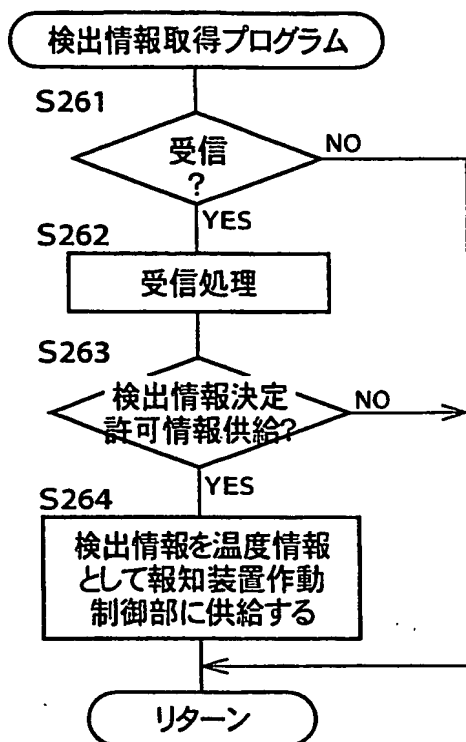 検出情報取得プログラム
S261
受信
?
NO
YES
S262
受信処理
S263
検出情報決定
許可情報供給?
NO
YES
S264
検出情報を温度情報
として報知装置作動
制御部に供給する
リターン